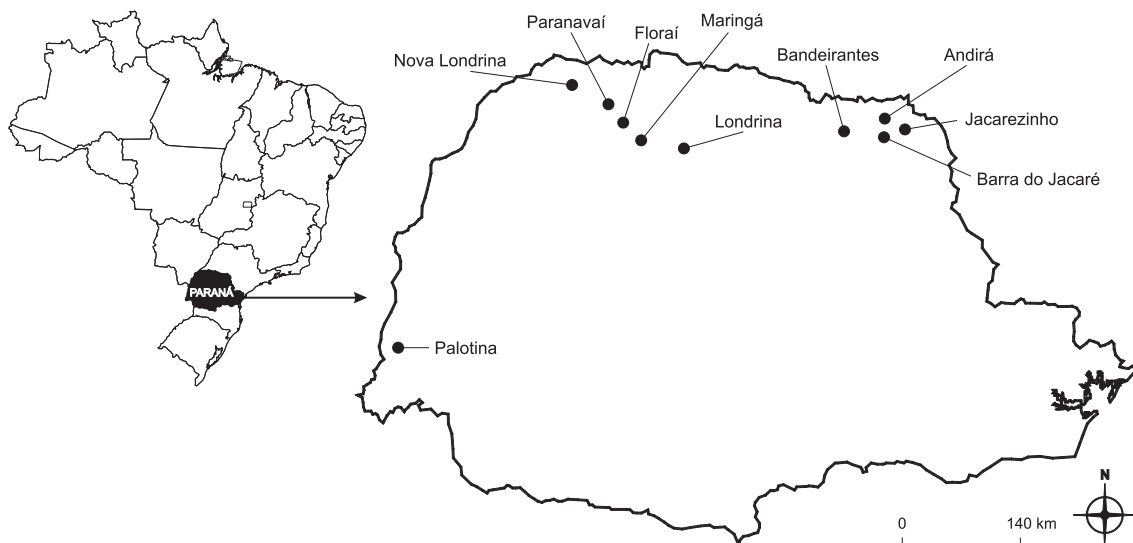 Paranavaí
Floraí
Maringá
Nova Londrina
Bandeirantes
Andirá
Londrina
Jacarezinho
Barra do Jacaré
PARANÁ
Palotina
N
0 140 km